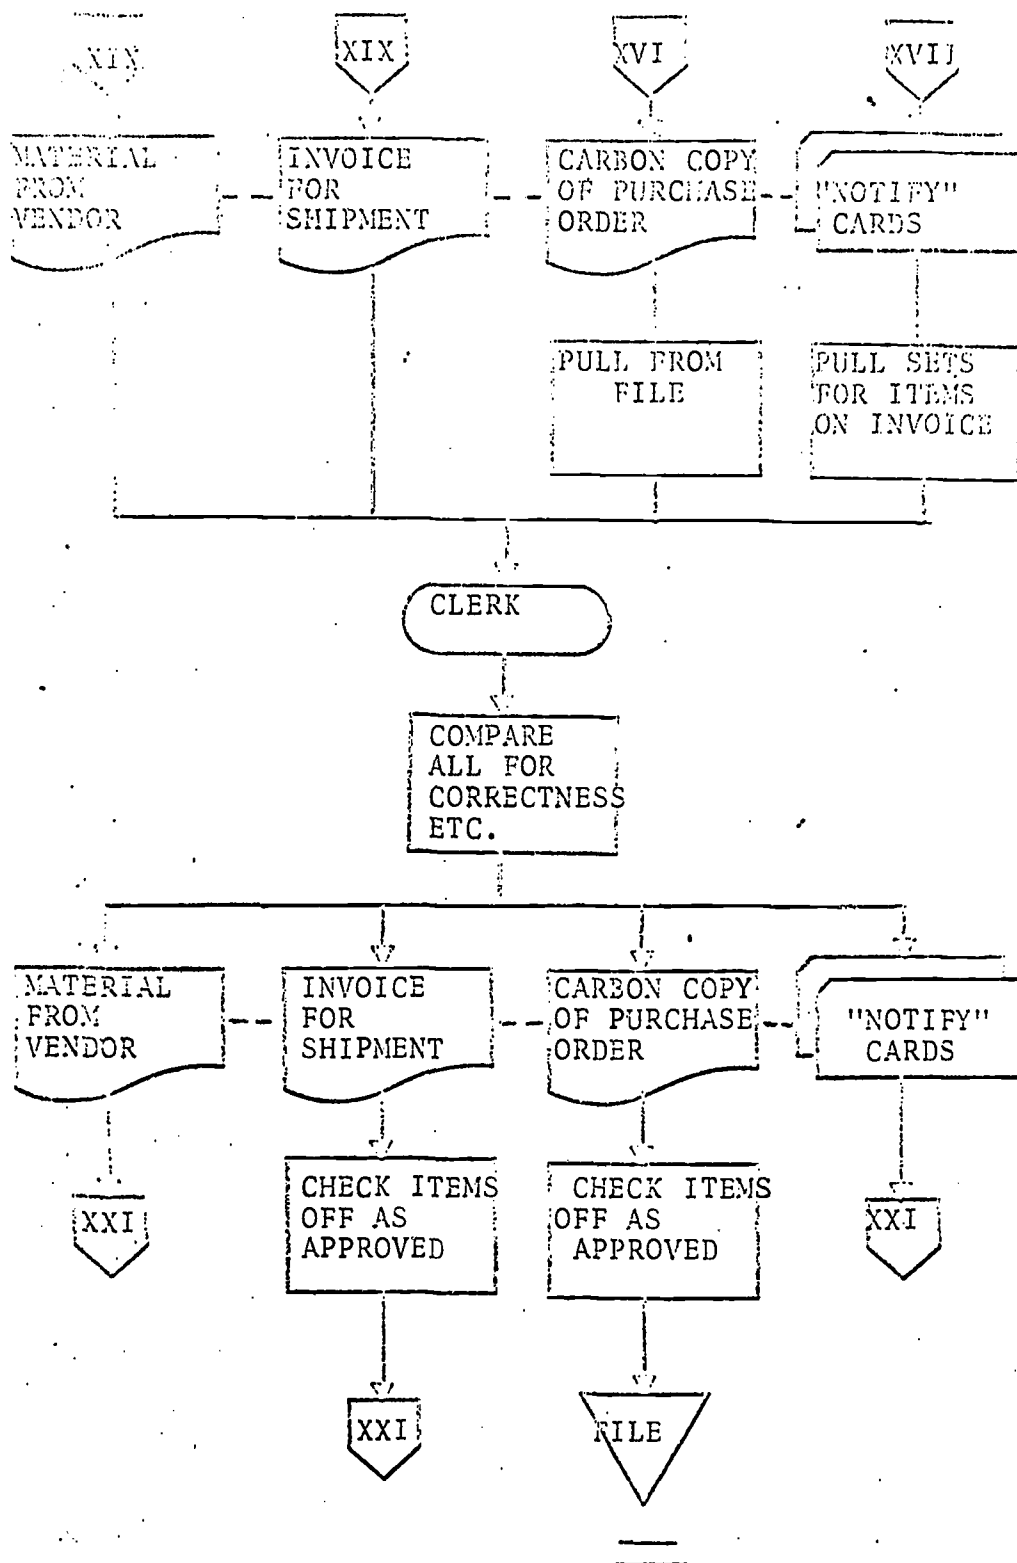 XIX
XIX
XVI
XVII
MATERIAL
FROM
VENDOR
INVOICE
FOR
SHIPMENT
CARBON COPY
OF PURCHASE
ORDER
"NOTIFY"
CARDS
PULL FROM
FILE
PULL SETS
FOR ITEMS
ON INVOICE
CLERK
COMPARE
ALL FOR
CORRECTNESS
ETC.
MATERIAL
FROM
VENDOR
INVOICE
FOR
SHIPMENT
CARBON COPY
OF PURCHASE
ORDER
"NOTIFY"
CARDS
XXI
CHECK ITEMS
OFF AS
APPROVED
CHECK ITEMS
OFF AS
APPROVED
XXI
XXI
FILE